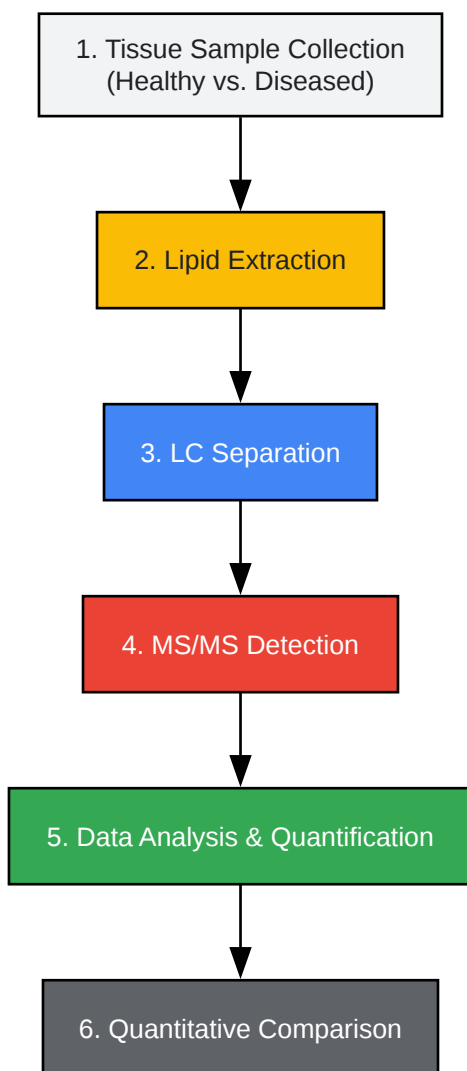 1. Tissue Sample Collection
(Healthy vs. Diseased)
2. Lipid Extraction
3. LC Separation
4. MS/MS Detection
5. Data Analysis & Quantification
6. Quantitative Comparison